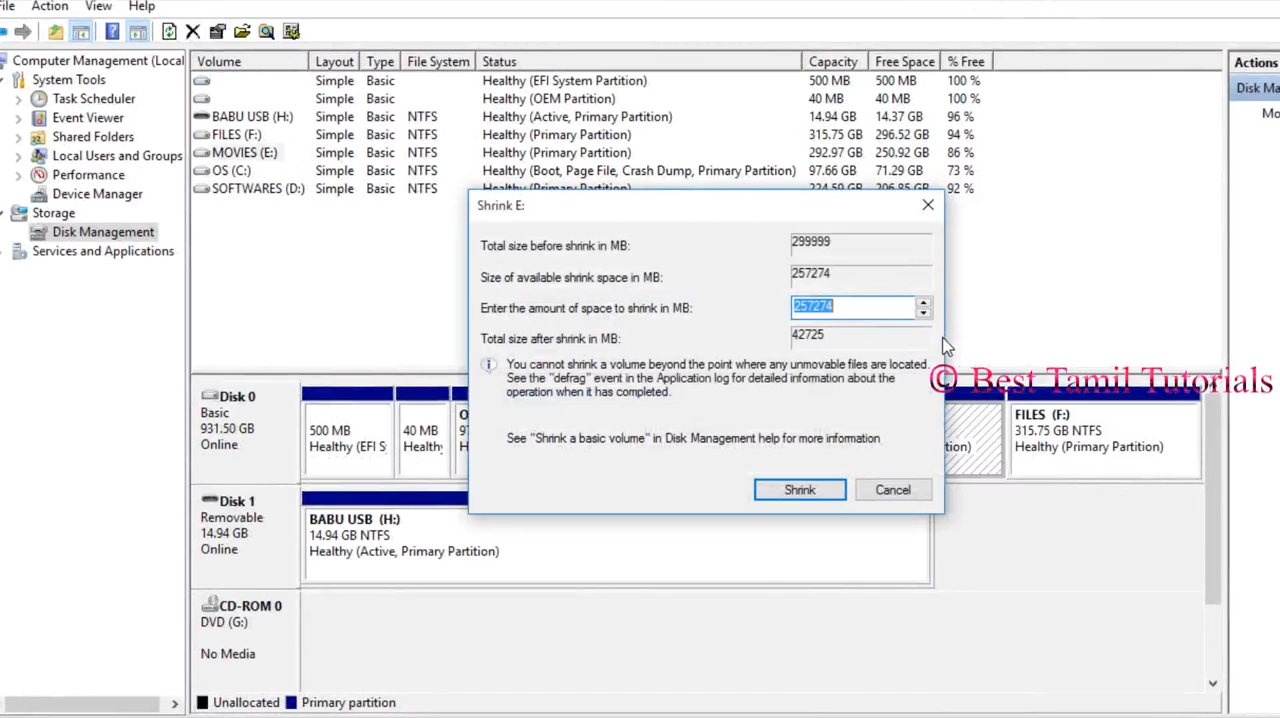 File Action View Help
Computer Management (Local
System Tools
Task Scheduler
Event Viewer
Shared Folders
Local Users and Groups
Performance
Device Manager
Storage
Disk Management
Services and Applications
Volume Layout Type File System Status Capacity Free Space % Free
Simple Basic Healthy (EFI System Partition) 500 MB 500 MB 100 %
Simple Basic Healthy (OEM Partition) 40 MB 40 MB 100 %
BABU USB (H:) Simple Basic NTFS Healthy (Active, Primary Partition) 14.94 GB 14.37 GB 96 %
FILES (F:) Simple Basic NTFS Healthy (Primary Partition) 315.75 GB 296.52 GB 94 %
MOVIES (E:) Simple Basic NTFS Healthy (Primary Partition) 292.97 GB 250.92 GB 86 %
OS (C:) Simple Basic NTFS Healthy (Boot, Page File, Crash Dump, Primary Partition) 97.66 GB 71.29 GB 73 %
SOFTWARES (D:) Simple Basic NTFS Healthy (Primary Partition) 224.59 GB 206.85 GB 92 %
Actions
Disk Ma
Mo
Shrink E:
Total size before shrink in MB: 299999
Size of available shrink space in MB: 257274
Enter the amount of space to shrink in MB: 257274
Total size after shrink in MB: 42725
You cannot shrink a volume beyond the point where any unmovable files are located.
See the "defrag" event in the Application log for detailed information about the
operation when it has completed.
See "Shrink a basic volume" in Disk Management help for more information
Shrink Cancel
© Best Tamil Tutorials
Disk 0
Basic
931.50 GB
Online
500 MB
Healthy (EFI S
40 MB
Healthy
O
97
H
tion)
FILES (F:)
315.75 GB NTFS
Healthy (Primary Partition)
Disk 1
Removable
14.94 GB
Online
BABU USB (H:)
14.94 GB NTFS
Healthy (Active, Primary Partition)
CD-ROM 0
DVD (G:)
No Media
Unallocated Primary partition